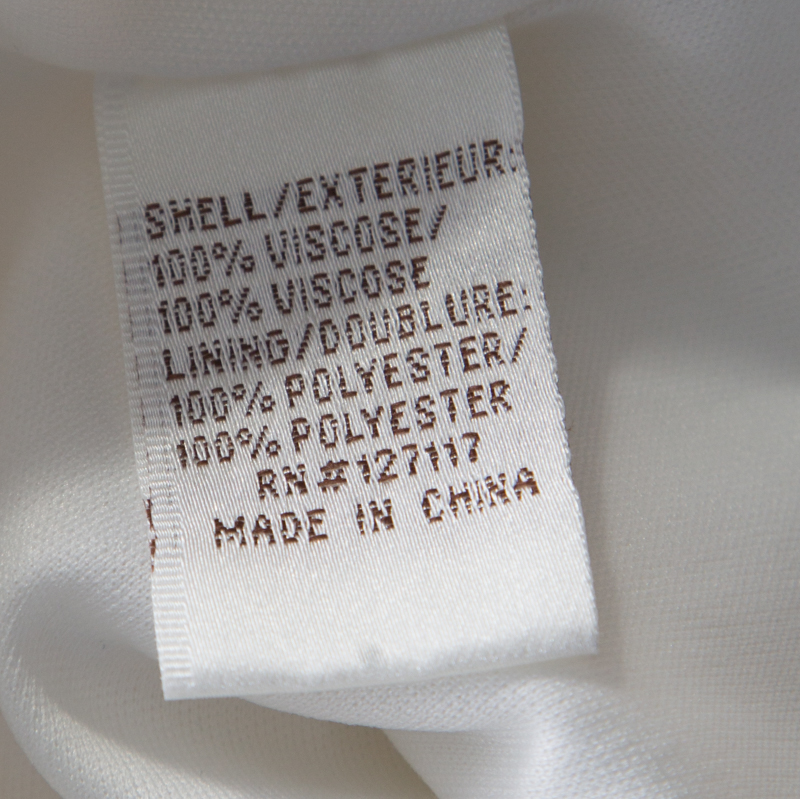 SHELL/EXTERIEUR:
100% VISCOSE/
100% VISCOSE
LINING/DOUBLURE:
100% POLYESTER/
100% POLYESTER
RN#127117
MADE IN CHINA